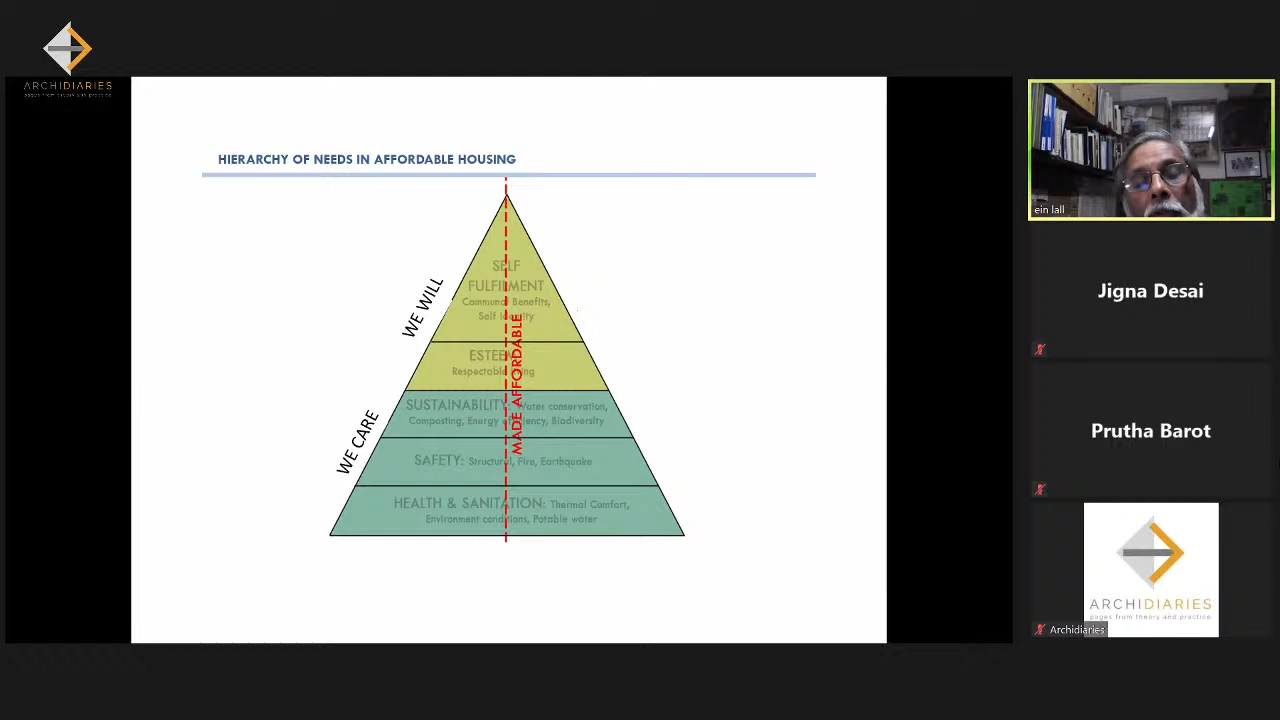 ARCHIDIARIES
HIERARCHY OF NEEDS IN AFFORDABLE HOUSING
WE WILL
SELF
FULFILMENT
Communal Benefits,
Self Identity
ESTEEM
Respectable living
MADE AFFORDABLE
WE CARE
SUSTAINABILITY: Water conservation,
Composting, Energy efficiency, Biodiversity
SAFETY: Structural, Fire, Earthquake
HEALTH & SANITATION: Thermal Comfort,
Environment conditions, Potable water
ein lall
Jigna Desai
Prutha Barot
ARCHIDIARIES
pages from theory and practice
Archidiaries